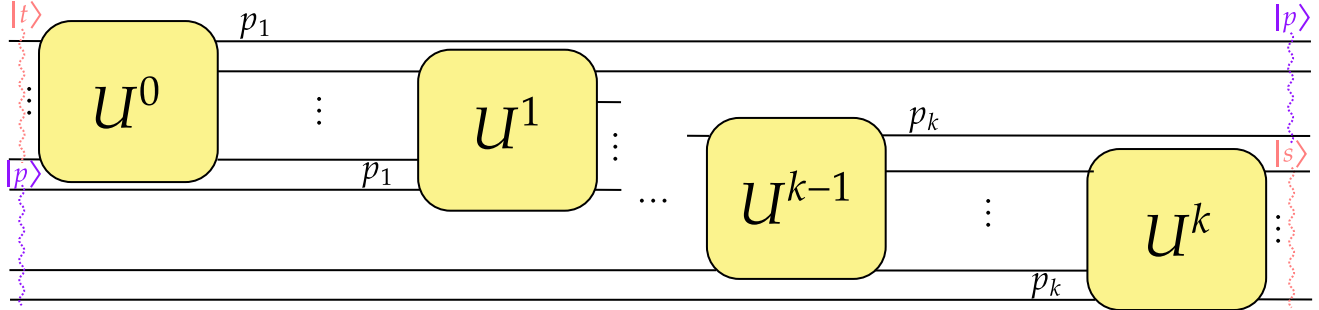 |t⟩ p₁ |p⟩
U⁰ ⋮ U¹ ⋮ pₖ
|p⟩ p₁ … Uᵏ⁻¹ ⋮ Uᵏ ⋮ |s⟩
pₖ